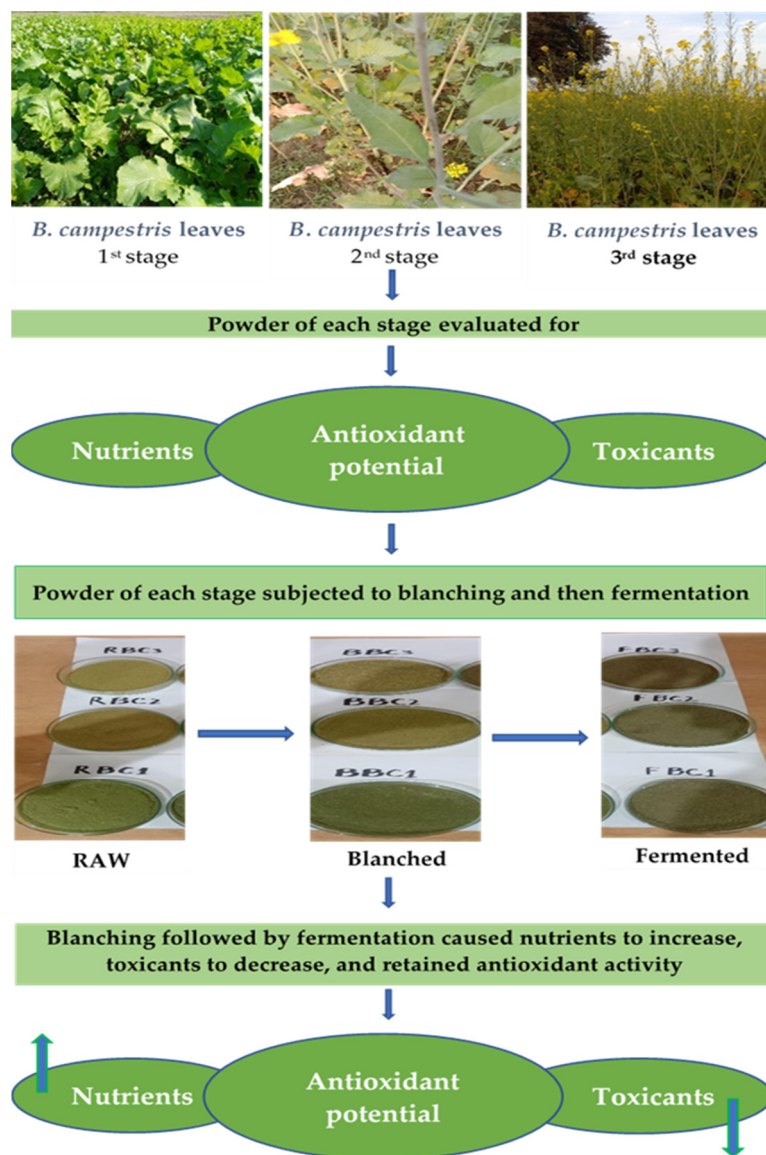 B. campestris leaves
1st stage
B. campestris leaves
2nd stage
B. campestris leaves
3rd stage
Powder of each stage evaluated for
Nutrients
Antioxidant
potential
Toxicants
Powder of each stage subjected to blanching and then fermentation
RBC3
RBC2
RBC1
BBC3
BBC2
BBC1
FBC3
FBC2
FBC1
RAW
Blanched
Fermented
Blanching followed by fermentation caused nutrients to increase,
toxicants to decrease, and retained antioxidant activity
Nutrients
Antioxidant
potential
Toxicants